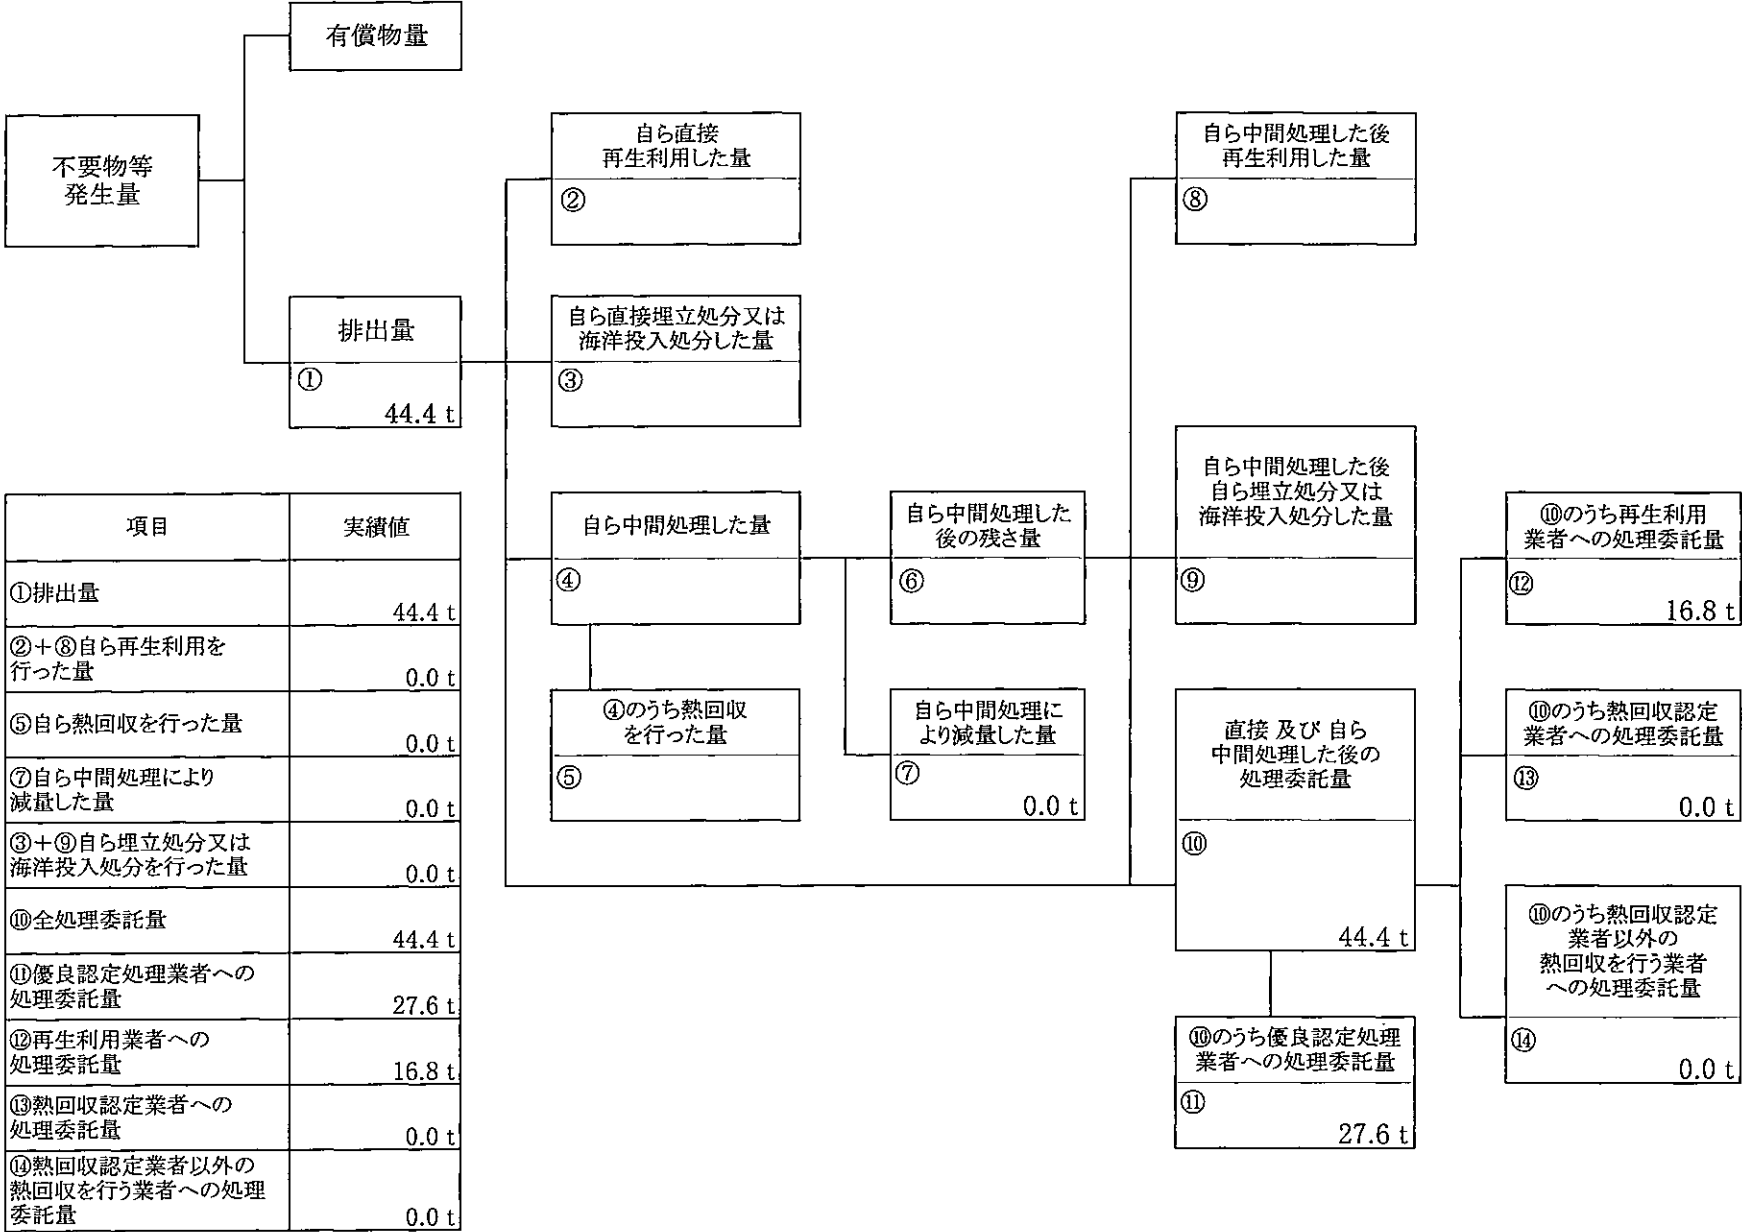 有償物量
不要物等
発生量
排出量
①
44.4 t
自ら直接
再生利用した量
②
自ら直接埋立処分又は
海洋投入処分した量
③
自ら中間処理した量
④
④のうち熱回収
を行った量
⑤
自ら中間処理した
後の残さ量
⑥
自ら中間処理に
より減量した量
⑦
0.0 t
自ら中間処理した後
再生利用した量
⑧
自ら中間処理した後
自ら埋立処分又は
海洋投入処分した量
⑨
直接 及び 自ら
中間処理した後の
処理委託量
⑩
44.4 t
⑩のうち優良認定処理
業者への処理委託量
⑪
27.6 t
⑩のうち再生利用
業者への処理委託量
⑫
16.8 t
⑩のうち熱回収認定
業者への処理委託量
⑬
0.0 t
⑩のうち熱回収認定
業者以外の
熱回収を行う業者
への処理委託量
⑭
0.0 t
項目 実績値
①排出量
44.4 t
②+⑧自ら再生利用を
行った量
0.0 t
⑤自ら熱回収を行った量
0.0 t
⑦自ら中間処理により
減量した量
0.0 t
③+⑨自ら埋立処分又は
海洋投入処分を行った量
0.0 t
⑩全処理委託量
44.4 t
⑪優良認定処理業者への
処理委託量
27.6 t
⑫再生利用業者への
処理委託量
16.8 t
⑬熱回収認定業者への
処理委託量
0.0 t
⑭熱回収認定業者以外の
熱回収を行う業者への処理
委託量
0.0 t